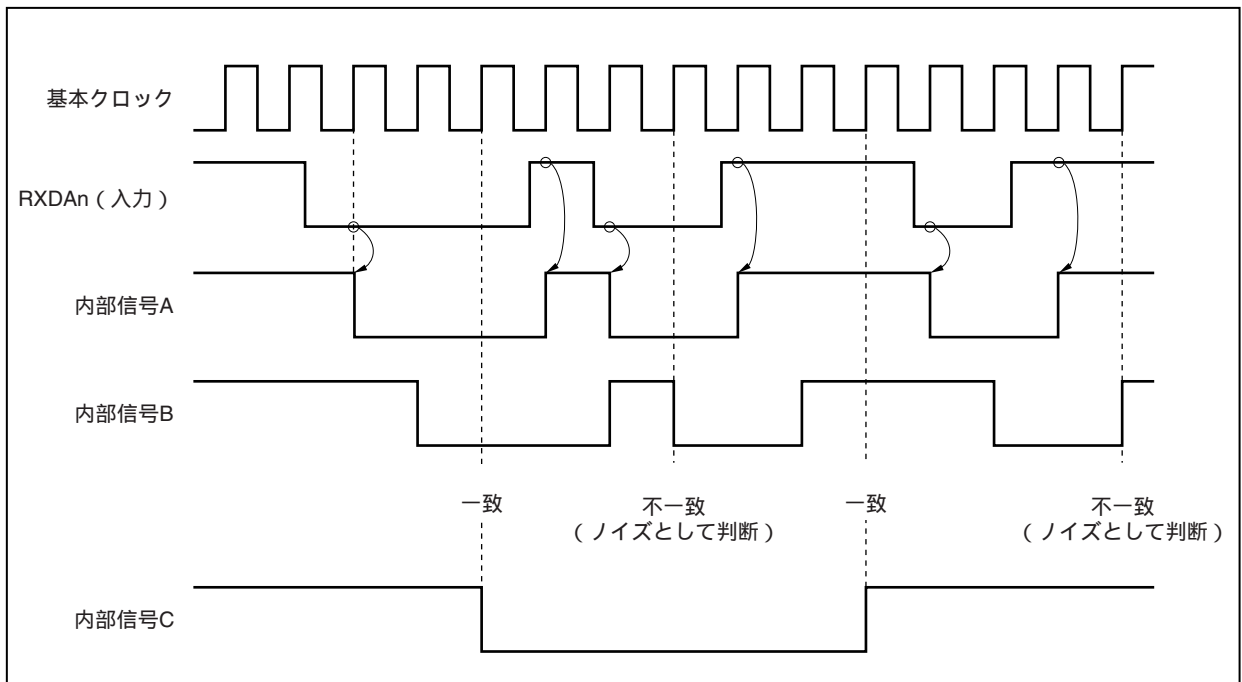 基本クロック
RXDAn（入力）
内部信号A
内部信号B
一致
不一致
（ノイズとして判断）
一致
不一致
（ノイズとして判断）
内部信号C